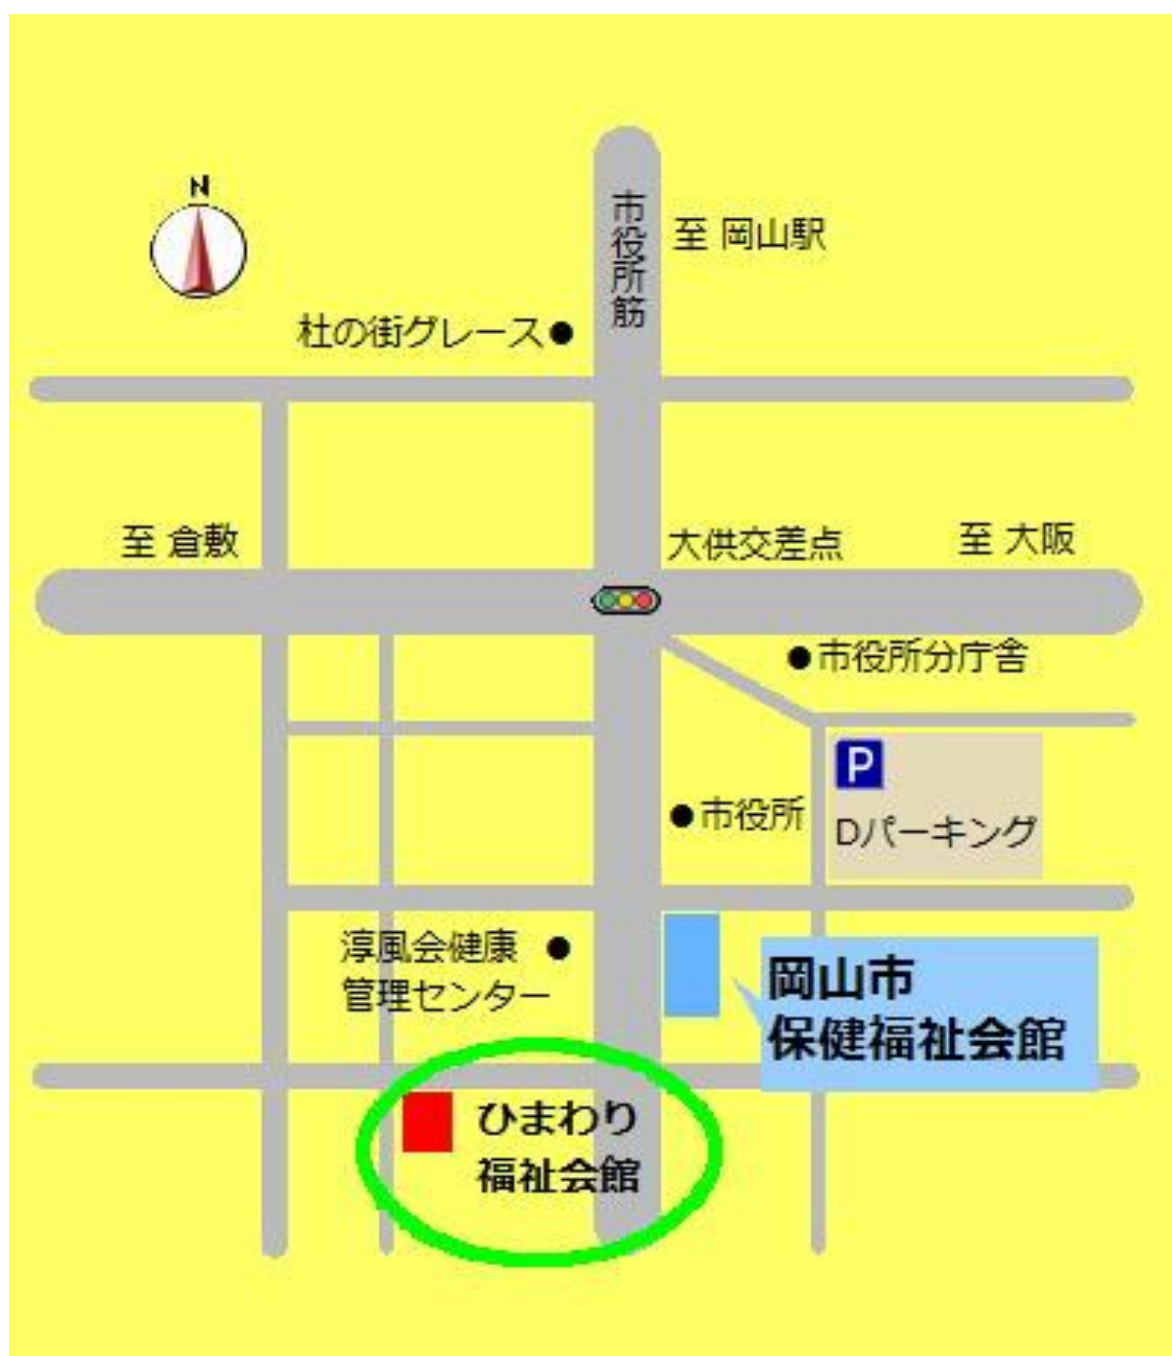 N
市役所筋
至 岡山駅
杜の街グレース
至 倉敷
大供交差点
至 大阪
市役所分庁舎
P
Dパーキング
市役所
淳風会健康
管理センター
岡山市
保健福祉会館
ひまわり
福祉会館